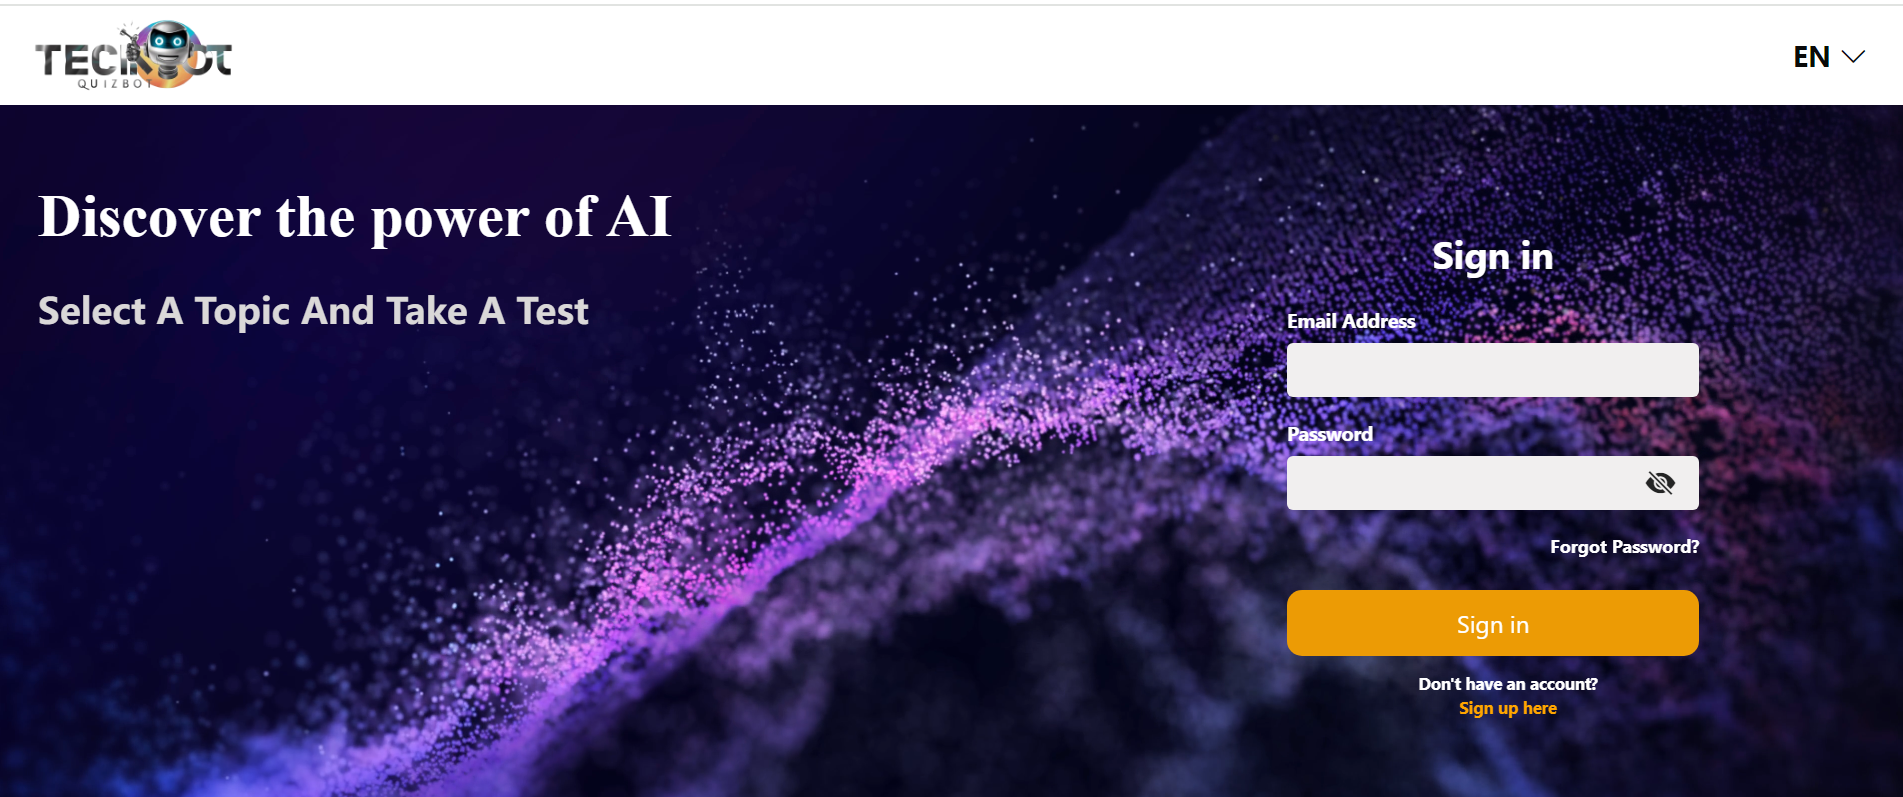 TECHBOT
QUIZBOT
EN
Discover the power of AI
Select A Topic And Take A Test
Sign in
Email Address
Password
Forgot Password?
Sign in
Don't have an account?
Sign up here